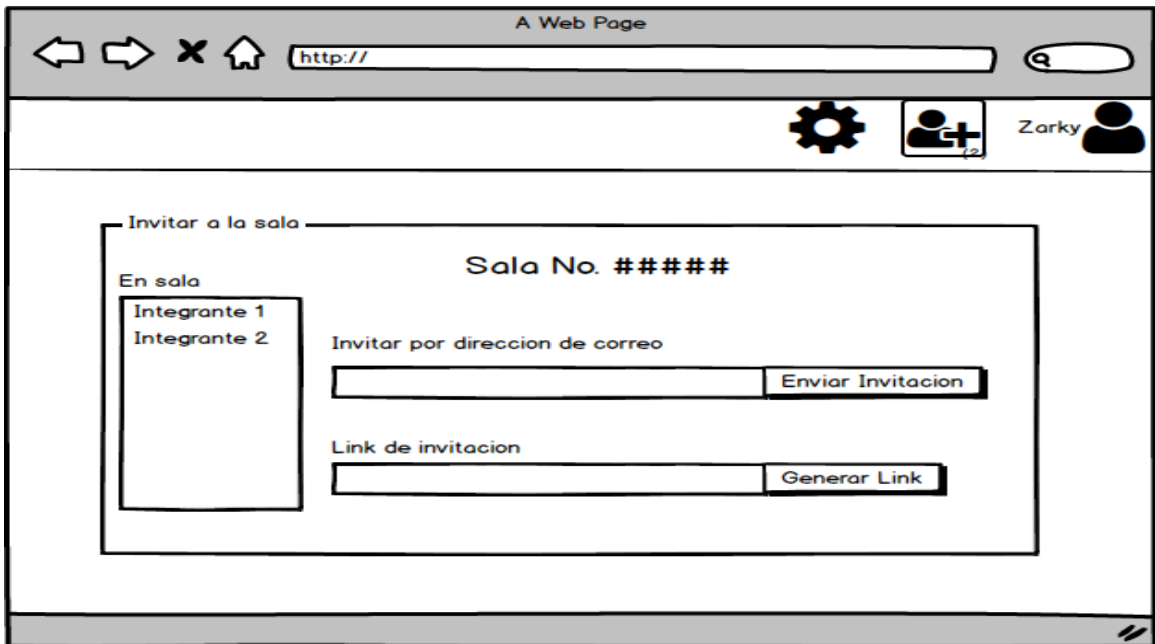 A Web Page
http://
(2)
Zarky
Invitar a la sala
Sala No. #####
En sala
Integrante 1
Integrante 2
Invitar por direccion de correo
Enviar Invitacion
Link de invitacion
Generar Link